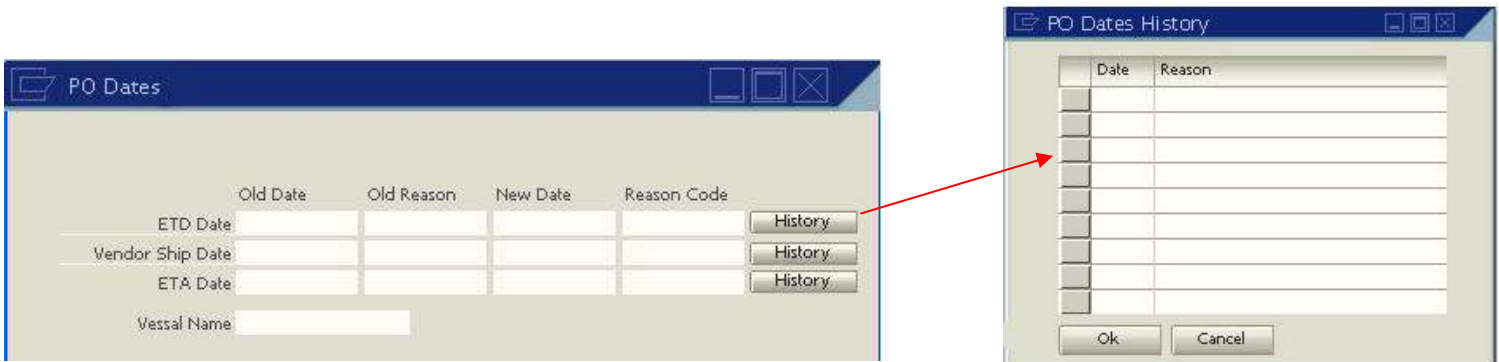 PO Dates
Old Date Old Reason New Date Reason Code
ETD Date History
Vendor Ship Date History
ETA Date History
Vessal Name
PO Dates History
Date Reason
Ok Cancel